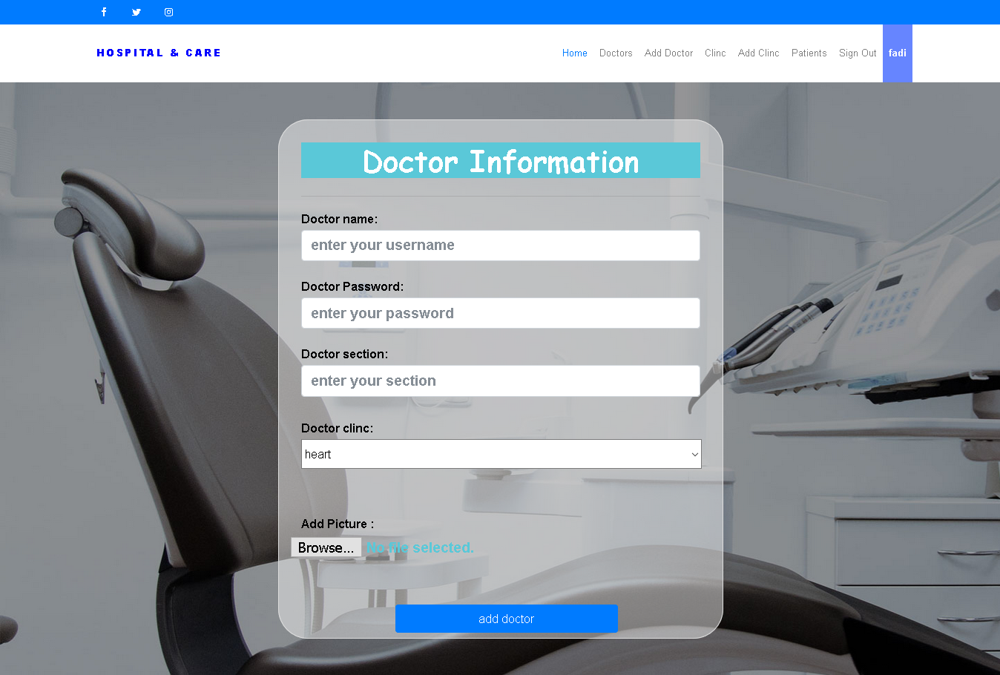 HOSPITAL & CARE
Home Doctors Add Doctor Clinc Add Clinc Patients Sign Out fadi
Doctor Information
Doctor name:
enter your username
Doctor Password:
enter your password
Doctor section:
enter your section
Doctor clinc:
heart
Add Picture :
Browse... No file selected.
add doctor